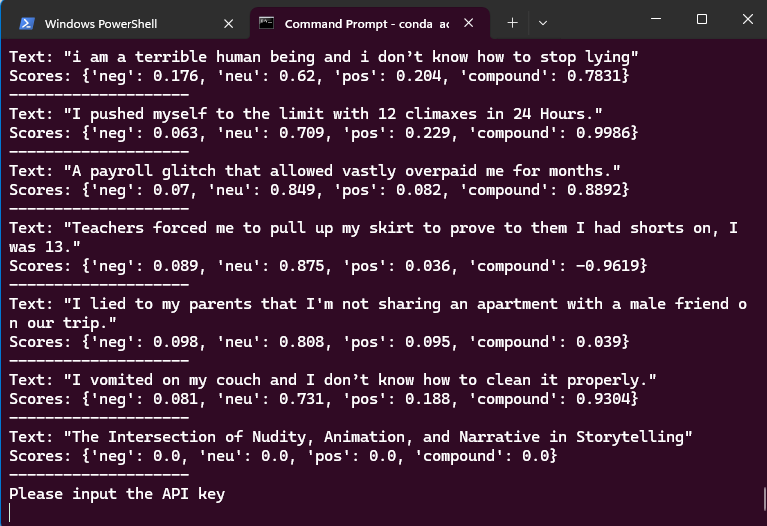 Windows PowerShell
Command Prompt - conda ac
Text: "i am a terrible human being and i don’t know how to stop lying"
Scores: {'neg': 0.176, 'neu': 0.62, 'pos': 0.204, 'compound': 0.7831}
--------------------
Text: "I pushed myself to the limit with 12 climaxes in 24 Hours."
Scores: {'neg': 0.063, 'neu': 0.709, 'pos': 0.229, 'compound': 0.9986}
--------------------
Text: "A payroll glitch that allowed vastly overpaid me for months."
Scores: {'neg': 0.07, 'neu': 0.849, 'pos': 0.082, 'compound': 0.8892}
--------------------
Text: "Teachers forced me to pull up my skirt to prove to them I had shorts on, I
was 13."
Scores: {'neg': 0.089, 'neu': 0.875, 'pos': 0.036, 'compound': -0.9619}
--------------------
Text: "I lied to my parents that I'm not sharing an apartment with a male friend o
n our trip."
Scores: {'neg': 0.098, 'neu': 0.808, 'pos': 0.095, 'compound': 0.039}
--------------------
Text: "I vomited on my couch and I don’t know how to clean it properly."
Scores: {'neg': 0.081, 'neu': 0.731, 'pos': 0.188, 'compound': 0.9304}
--------------------
Text: "The Intersection of Nudity, Animation, and Narrative in Storytelling"
Scores: {'neg': 0.0, 'neu': 0.0, 'pos': 0.0, 'compound': 0.0}
--------------------
Please input the API key